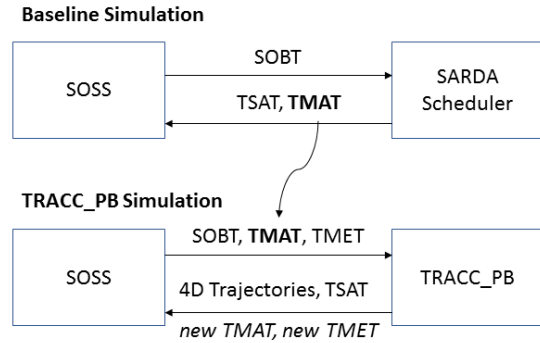 Baseline Simulation
SOBT
SOSS
SARDA
Scheduler
TSAT, TMAT
TRACC_PB Simulation
SOBT, TMAT, TMET
SOSS
TRACC_PB
4D Trajectories, TSAT
new TMAT, new TMET